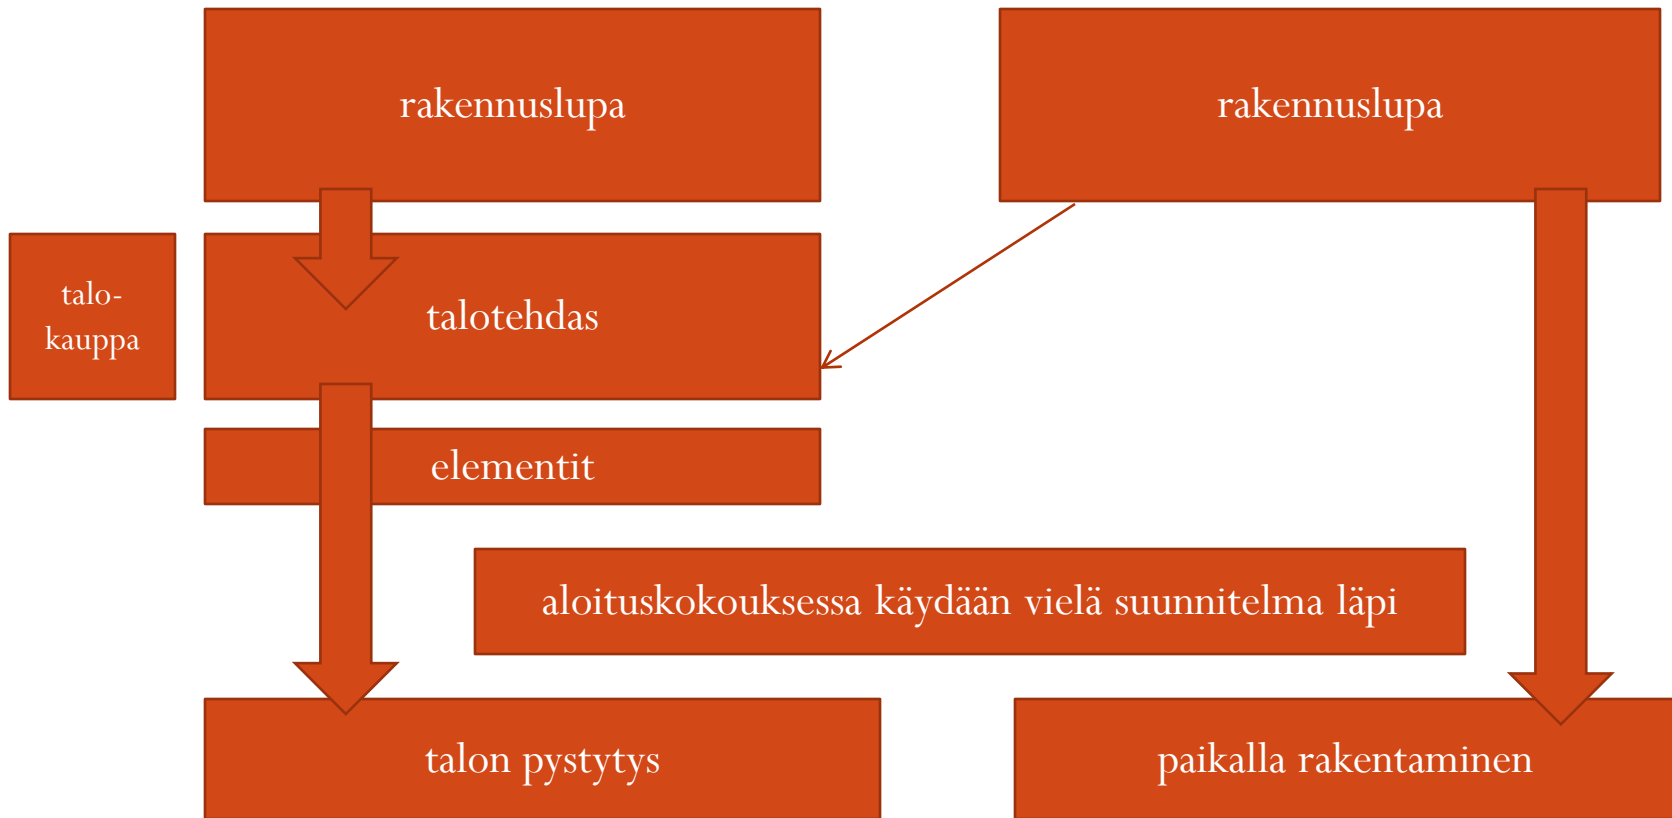 rakennuslupa
rakennuslupa
talo-
kauppa
talotehdas
elementit
aloituskokouksessa käydään vielä suunnitelma läpi
talon pystytys
paikalla rakentaminen